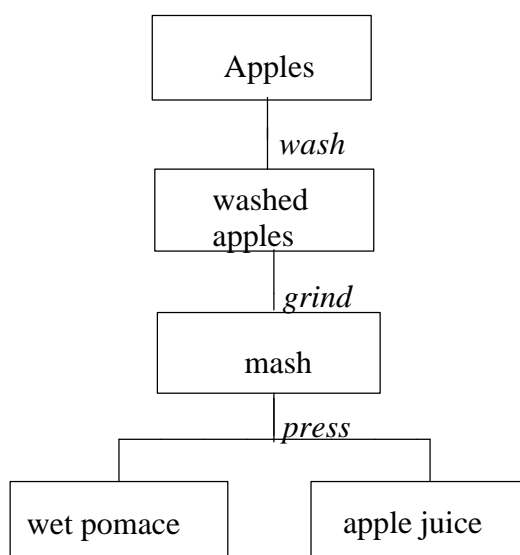 Apples
wash
washed
apples
grind
mash
press
wet pomace
apple juice